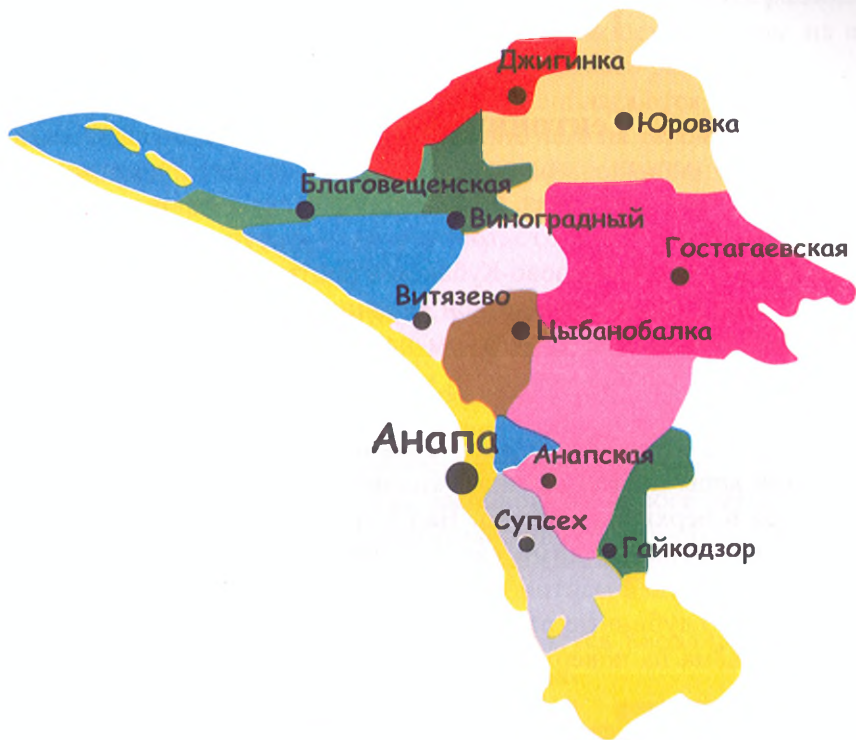 Джигинка
Юровка
Благовещенская
Виноградный
Гостагаевская
Витязево
Цыбанобалка
Анапа
Анапская
Супсех
Гайкодзор